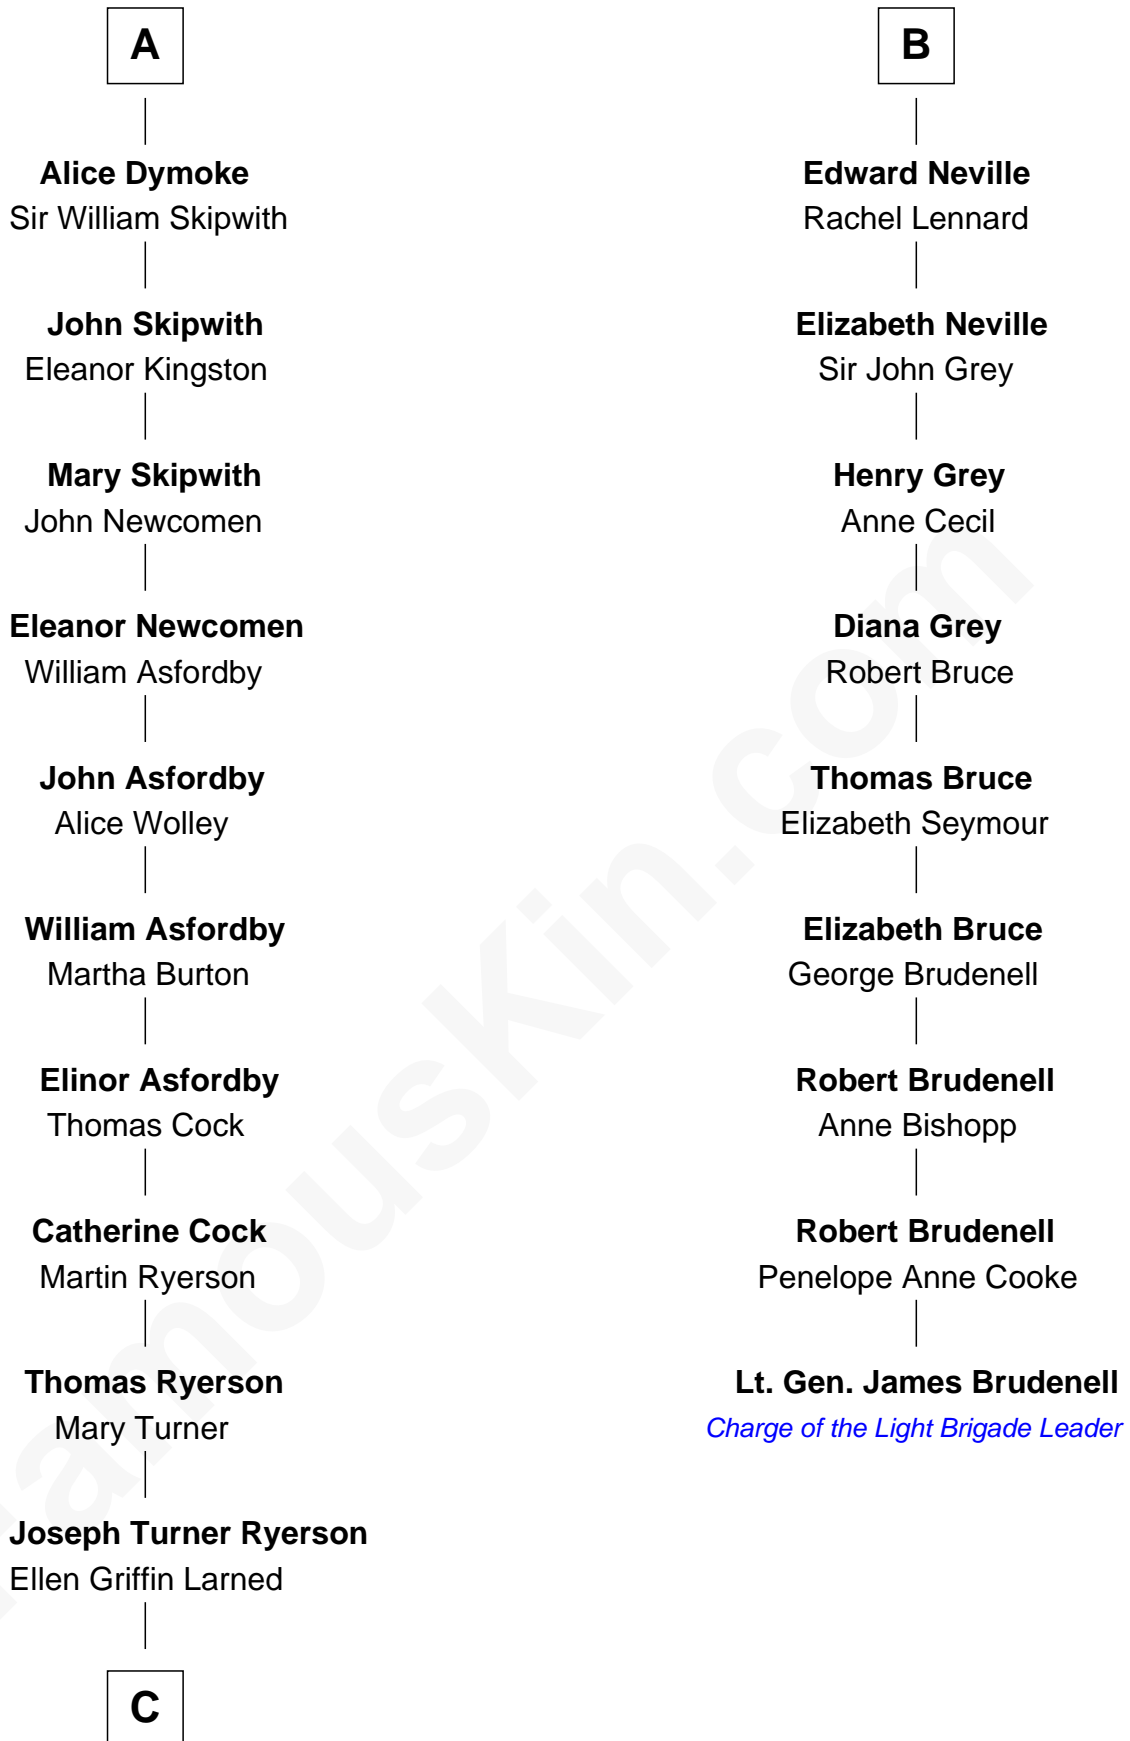 A
Alice Dymoke
Sir William Skipwith
John Skipwith
Eleanor Kingston
Mary Skipwith
John Newcomen
Eleanor Newcomen
William Asfordby
John Asfordby
Alice Wolley
William Asfordby
Martha Burton
Elinor Asfordby
Thomas Cock
Catherine Cock
Martin Ryerson
Thomas Ryerson
Mary Turner
Joseph Turner Ryerson
Ellen Griffin Larned
C
B
Edward Neville
Rachel Lennard
Elizabeth Neville
Sir John Grey
Henry Grey
Anne Cecil
Diana Grey
Robert Bruce
Thomas Bruce
Elizabeth Seymour
Elizabeth Bruce
George Brudenell
Robert Brudenell
Anne Bishopp
Robert Brudenell
Penelope Anne Cooke
Lt. Gen. James Brudenell
Charge of the Light Brigade Leader
FamousKin.com